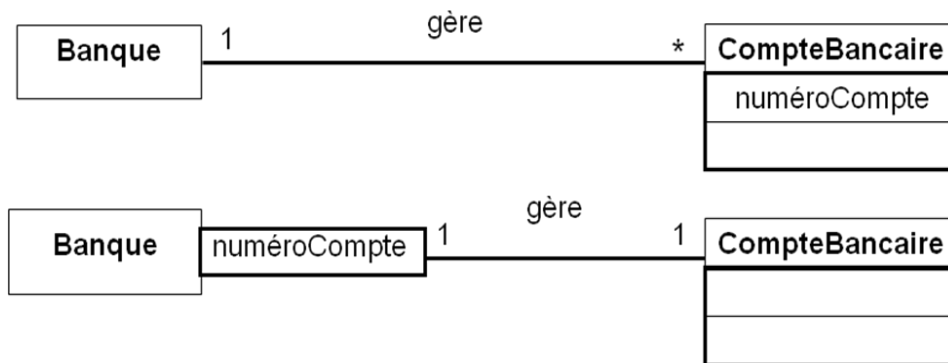 Banque 1 gère * CompteBancaire
numéroCompte
Banque numéroCompte 1 gère 1 CompteBancaire